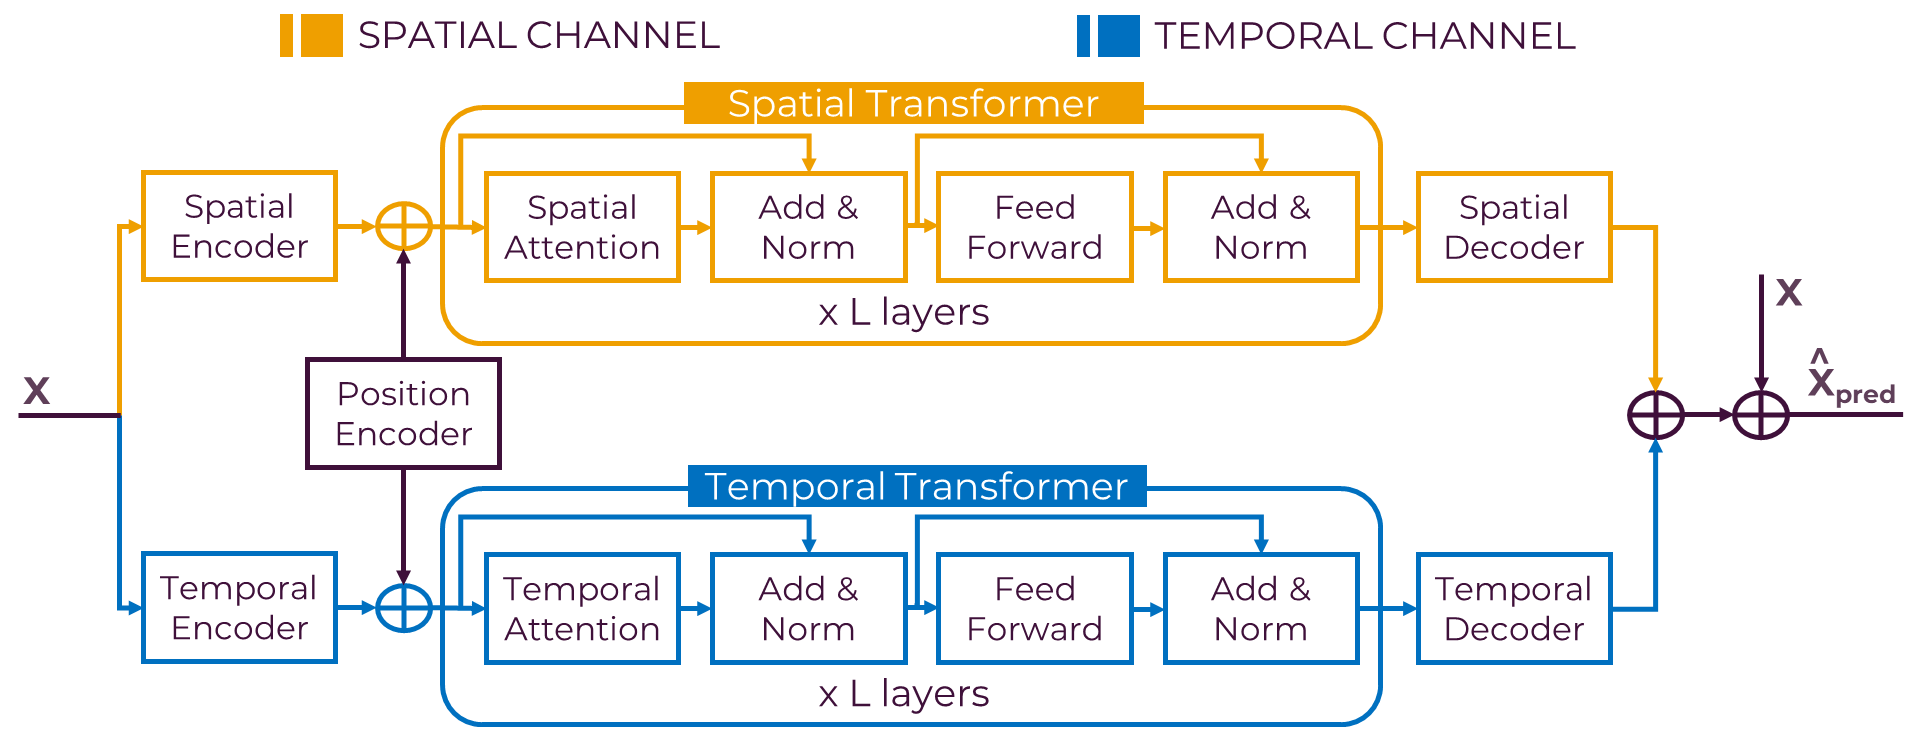 SPATIAL CHANNEL
TEMPORAL CHANNEL
Spatial Transformer
Spatial
Encoder
Spatial
Attention
Add &
Norm
Feed
Forward
Add &
Norm
Spatial
Decoder
x L layers
x
x
Position
Encoder
x̂pred
Temporal Transformer
Temporal
Encoder
Temporal
Attention
Add &
Norm
Feed
Forward
Add &
Norm
Temporal
Decoder
x L layers